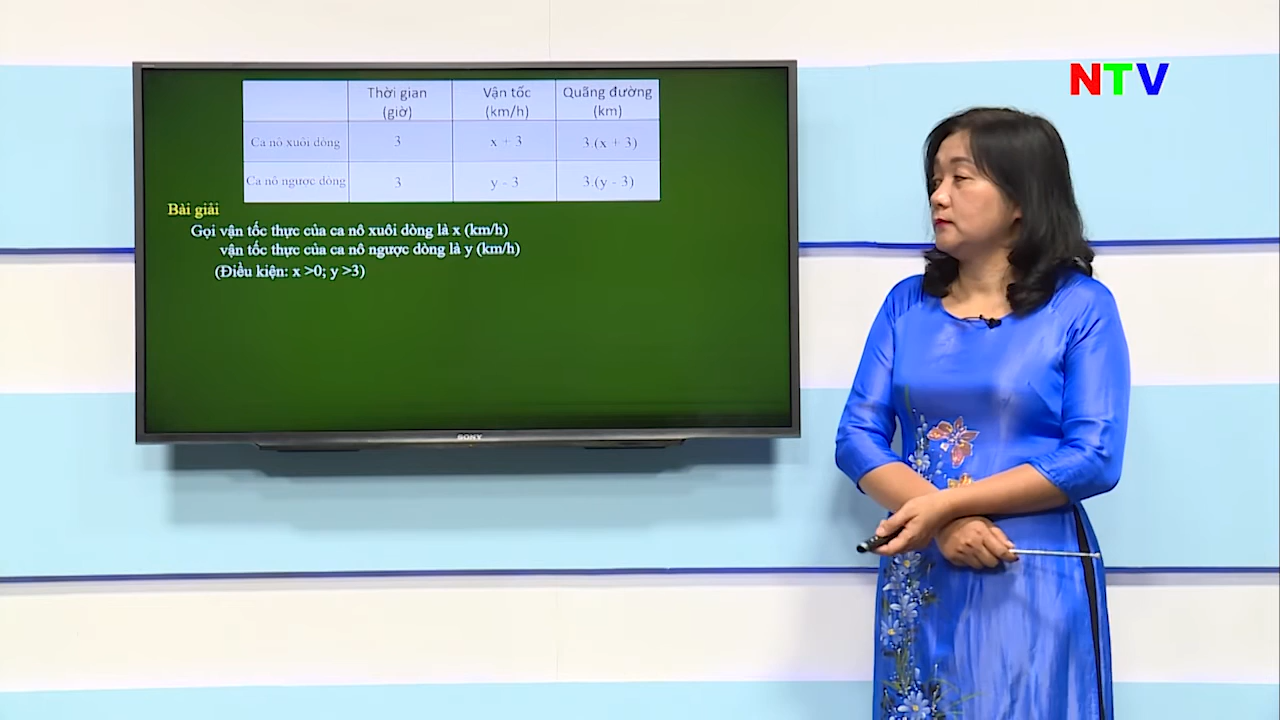 NTV
Thời gian (giờ) Vận tốc (km/h) Quãng đường (km)
Ca nô xuôi dòng 3 x + 3 3.(x + 3)
Ca nô ngược dòng 3 y - 3 3.(y - 3)
Bài giải
Gọi vận tốc thực của ca nô xuôi dòng là x (km/h)
vận tốc thực của ca nô ngược dòng là y (km/h)
(Điều kiện: x >0; y >3)
SONY